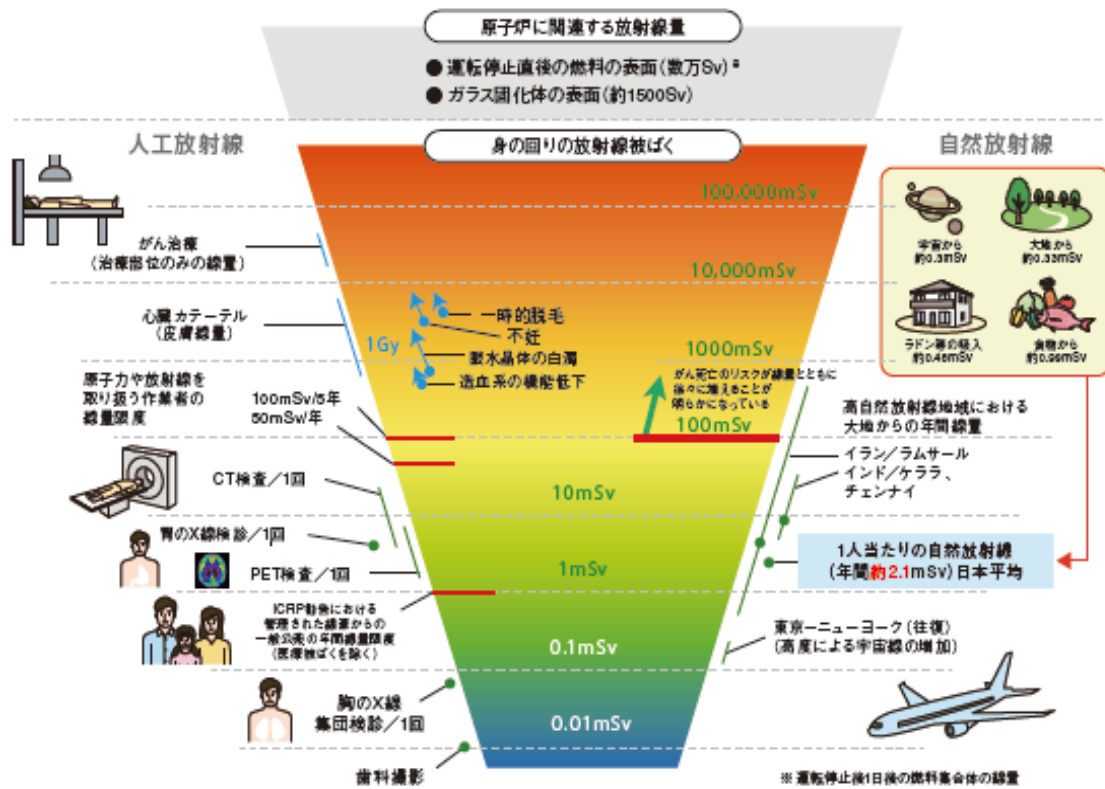 原子炉に関連する放射線量
● 運転停止直後の燃料の表面(数万Sv)※
● ガラス固化体の表面(約1500Sv)
人工放射線
身の回りの放射線被ばく
自然放射線
100,000mSv
10,000mSv
1000mSv
100mSv
10mSv
1mSv
0.1mSv
0.01mSv
がん治療
(治療部位のみの線量)
心臓カテーテル
(皮膚線量)
1Gy
一時的脱毛
不妊
眼水晶体の白濁
造血系の機能低下
がん死亡のリスクが線量とともに
徐々に増えることが
明らかになっている
原子力や放射線を
取り扱う作業者の
線量限度
100mSv/5年
50mSv/年
CT検査/1回
胃のX線検診/1回
PET検査/1回
ICRP勧告における
管理された線源からの
一般公衆の年間線量限度
(医療被ばくを除く)
胸のX線
集団検診/1回
歯科撮影
宇宙から
約0.3mSv
大地から
約0.33mSv
ラドン等の吸入
約0.48mSv
食物から
約0.99mSv
高自然放射線地域における
大地からの年間線量
イラン/ラムサール
インド/ケララ、
チェンナイ
1人当たりの自然放射線
(年間約2.1mSv)日本平均
東京ーニューヨーク(往復)
(高度による宇宙線の増加)
※ 運転停止後1日後の燃料集合体の線量